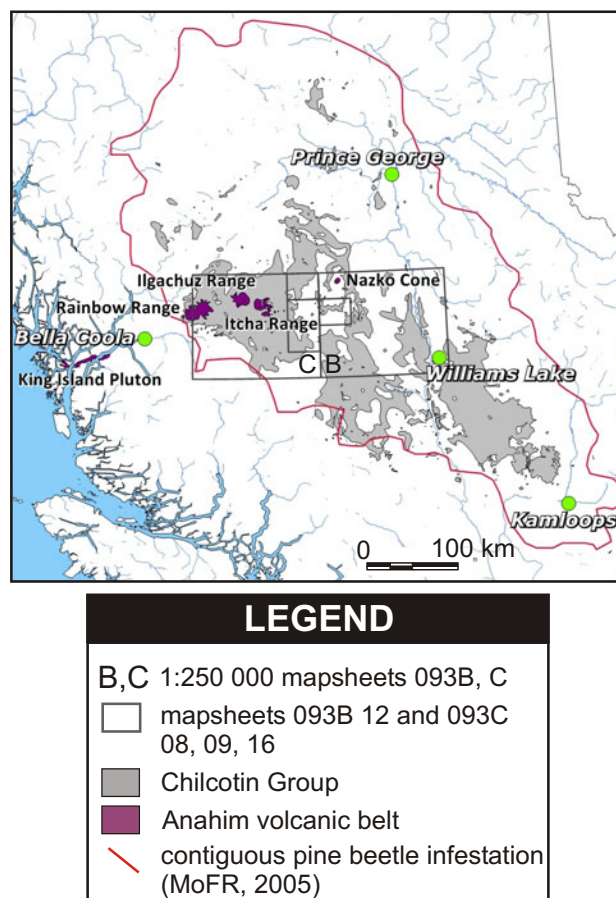 Prince George
Ilgachuz Range
Nazko Cone
Rainbow Range
Itcha Range
Bella Coola
C B
King Island Pluton
Williams Lake
Kamloops
0 100 km
LEGEND
B,C 1:250 000 mapsheets 093B, C
mapsheets 093B 12 and 093C
08, 09, 16
Chilcotin Group
Anahim volcanic belt
contiguous pine beetle infestation
(MoFR, 2005)